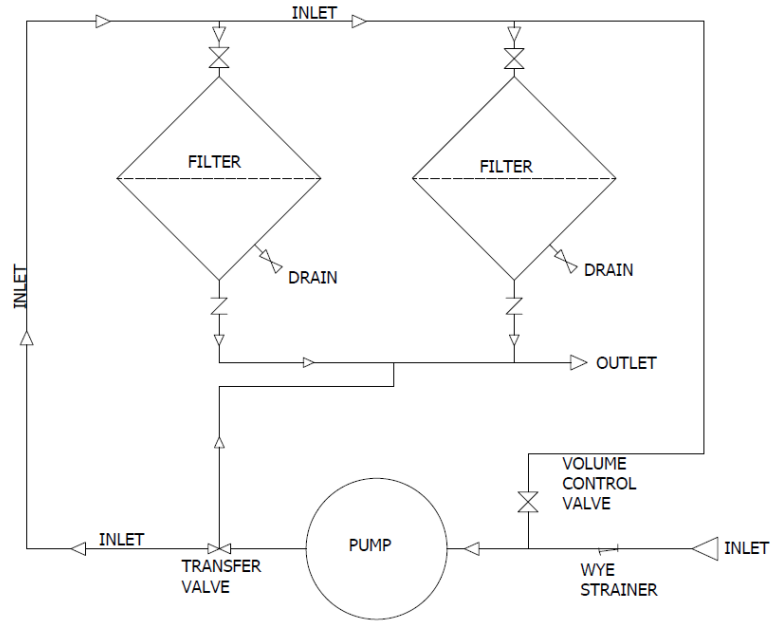 INLET
FILTER
FILTER
DRAIN
DRAIN
INLET
OUTLET
VOLUME
CONTROL
VALVE
INLET
PUMP
INLET
TRANSFER
VALVE
WYE
STRAINER